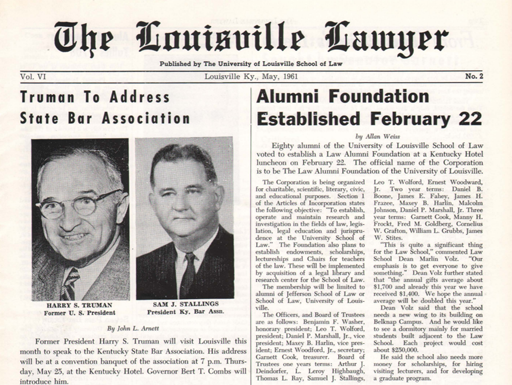 The Louisville Lawyer
Published by The University of Louisville School of Law
Vol. VI
Louisville Ky., May, 1961
No. 2
Truman To Address
State Bar Association
HARRY S. TRUMAN
Former U. S. President
SAM J. STALLINGS
President Ky. Bar Assn.
By John L. Arnett
Former President Harry S. Truman will visit Louisville this
month to speak to the Kentucky State Bar Association. His address
will be at a convention banquet of the association at 7 p.m. Thurs-
day, May 25, at the Kentucky Hotel. Governor Bert T. Combs will
introduce him.
Alumni Foundation
Established February 22
by Allan Weiss
Eighty alumni of the University of Louisville School of Law
voted to establish a Law Alumni Foundation at a Kentucky Hotel
luncheon on February 22. The official name of the Corporation
is to be The Law Alumni Foundation of the University of Louisville.
The Corporation is being organized
for charitable, scientific, literary, civic,
and educational purposes. Section I
of the Articles of Incorporation states
the following objective: "To establish,
operate and maintain research and
investigation in the fields of law, legis-
lation, legal education and jurispru-
dence at the University School of
Law." The Foundation also plans to
establish endowments, scholarships,
lectureships and Chairs for teachers
of the law. These will be implemented
by acquisition of a legal library and
research center for the School of Law.
The membership will be limited to
alumni of Jefferson School of Law or
School of Law, University of Louis-
ville.
The Officers, and Board of Trustees
are as follows: Benjamin F. Washer,
honorary president; Leo T. Wolford,
president; Daniel P. Marshall, Jr., vice
president; Maxey B. Harlin, vice presi-
dent; Ernest Woodford, Jr., secretary;
Garnett Cook, treasurer. Board of
Trustees one years terms: Arthur J.
Deindorfer, L. Leroy Highbaugh,
Thomas L. Ray, Samuel J. Stallings,
Leo T. Wolford, Ernest Woodward,
Jr. Two year terms: Daniel B.
Boone, James E. Fahey, James H.
Frazee, Maxey B. Harlin, Malcolm
Johnson, Daniel P. Marshall, Jr. Three
year terms: Garnett Cook, Manny H.
Frockt, Fred M. Goldberg, Cornelius
W. Grafton, William L. Grubbs, James
W. Stites.
"This is quite a significant thing
for the Law School," commented Law
School Dean Marlin Volz. "Our
emphasis is to get everyone to give
something." Dean Volz further stated
that "the annual gifts average about
$1,700 and already this year we have
received $1,400. We hope the annual
average will be doubled this year."
Dean Volz said that the school
needs a new wing to its building on
Belknap Campus. And he would like
to see a dormitory mainly for married
students built adjacent to the Law
School. Each project would cost
about $250,000.
He said the school also needs more
money for scholarships, for hiring
visiting lectures, and for developing
a graduate program.